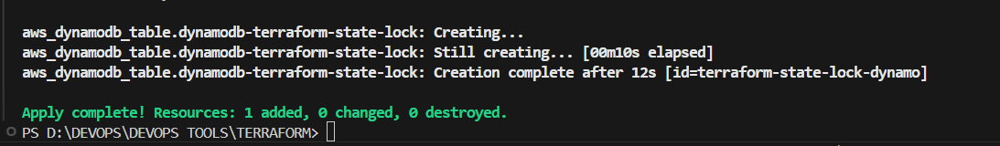 aws_dynamodb_table.dynamodb-terraform-state-lock: Creating...
aws_dynamodb_table.dynamodb-terraform-state-lock: Still creating... [00m10s elapsed]
aws_dynamodb_table.dynamodb-terraform-state-lock: Creation complete after 12s [id=terraform-state-lock-dynamo]
Apply complete! Resources: 1 added, 0 changed, 0 destroyed.
PS D:\DEVOPS\DEVOPS TOOLS\TERRAFORM>